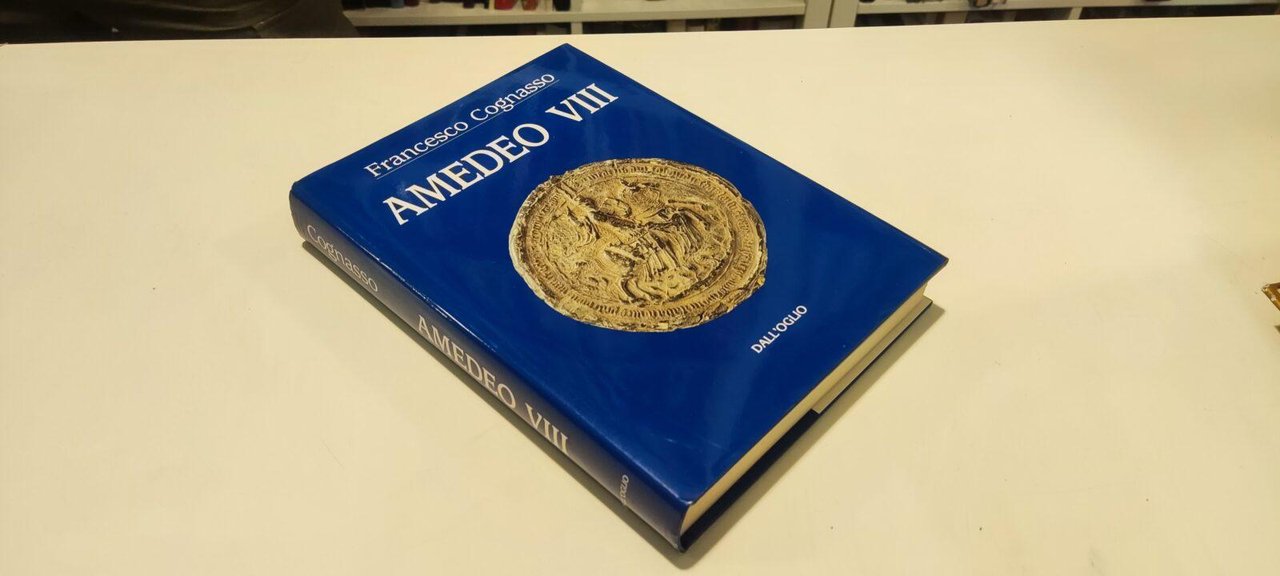 Francesco Cognasso
AMEDEO VIII
DALL'OGLIO
Cognasso
AMEDEO VIII